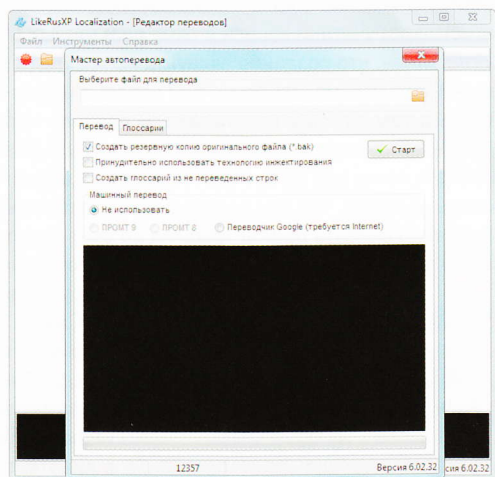 LikeRusXP Localization - [Редактор переводов]
Файл Инструменты Справка
Мастер автоперевода
Выберите файл для перевода
Перевод Глоссарии
Создать резервную копию оригинального файла (*.bak)
Старт
Принудительно использовать технологию инжектирования
Создать глоссарий из не переведенных строк
Машинный перевод
Не использовать
ПРОМТ 9 ПРОМТ 8 Переводчик Google (требуется Internet)
12357 Версия 6.02.32 сия 6.02.32